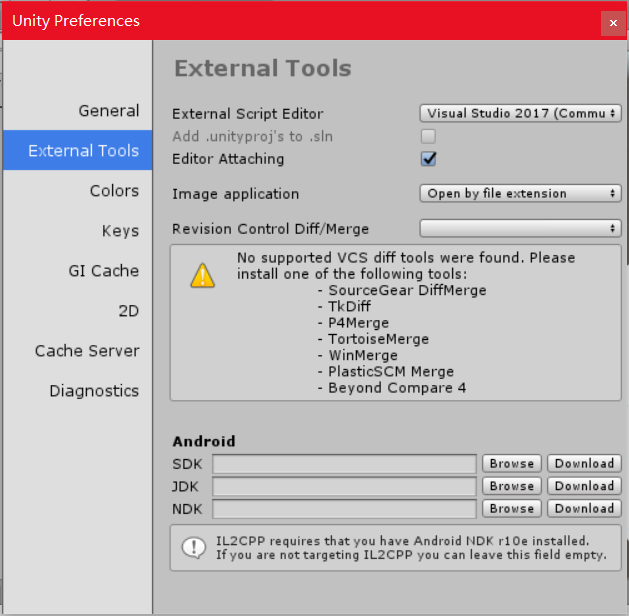 Unity Preferences
External Tools
General
External Tools
Colors
Keys
GI Cache
2D
Cache Server
Diagnostics
External Script Editor
Visual Studio 2017 (Commu
Add .unityproj's to .sln
Editor Attaching
Image application
Open by file extension
Revision Control Diff/Merge
No supported VCS diff tools were found. Please
install one of the following tools:
- SourceGear DiffMerge
- TkDiff
- P4Merge
- TortoiseMerge
- WinMerge
- PlasticSCM Merge
- Beyond Compare 4
Android
SDK Browse Download
JDK Browse Download
NDK Browse Download
IL2CPP requires that you have Android NDK r10e installed.
If you are not targeting IL2CPP you can leave this field empty.